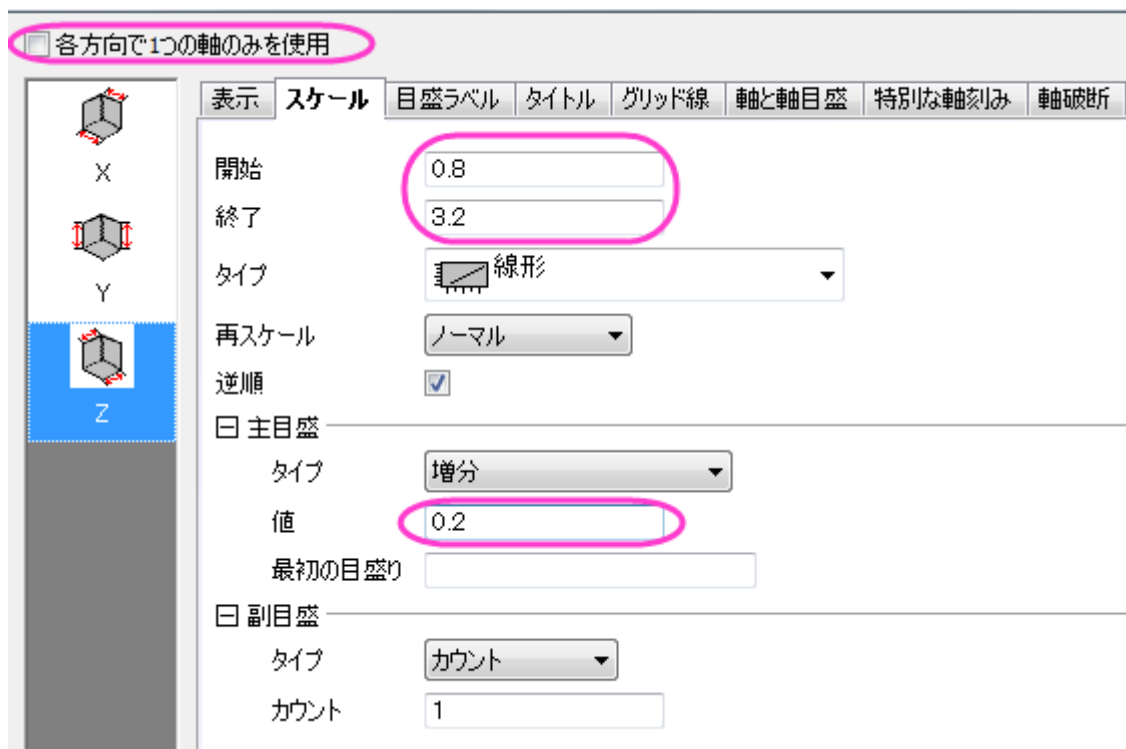 各方向で1つの軸のみを使用
表示 スケール 目盛ラベル タイトル グリッド線 軸と軸目盛 特別な軸刻み 軸破断
X
Y
Z
開始 0.8
終了 3.2
タイプ 線形
再スケール ノーマル
逆順
主目盛
タイプ 増分
値 0.2
最初の目盛り
副目盛
タイプ カウント
カウント 1